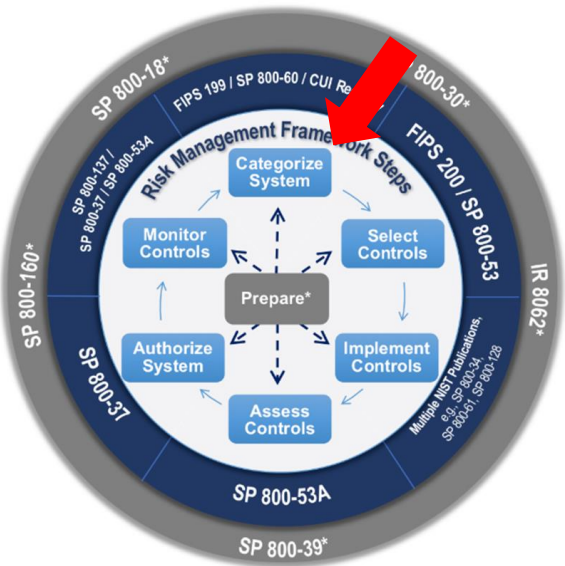 SP 800-18*
800-30*
IR 8062*
SP 800-39*
SP 800-160*
FIPS 199 / SP 800-60 / CUI
FIPS 200 / SP 800-53
Multiple NIST Publications,
e.g., SP 800-34,
SP 800-61, SP 800-128
SP 800-53A
SP 800-37
SP 800-137 /
SP 800-37 / SP 800-53A
Risk Management Framework Steps
Categorize
System
Select
Controls
Implement
Controls
Assess
Controls
Authorize
System
Monitor
Controls
Prepare*